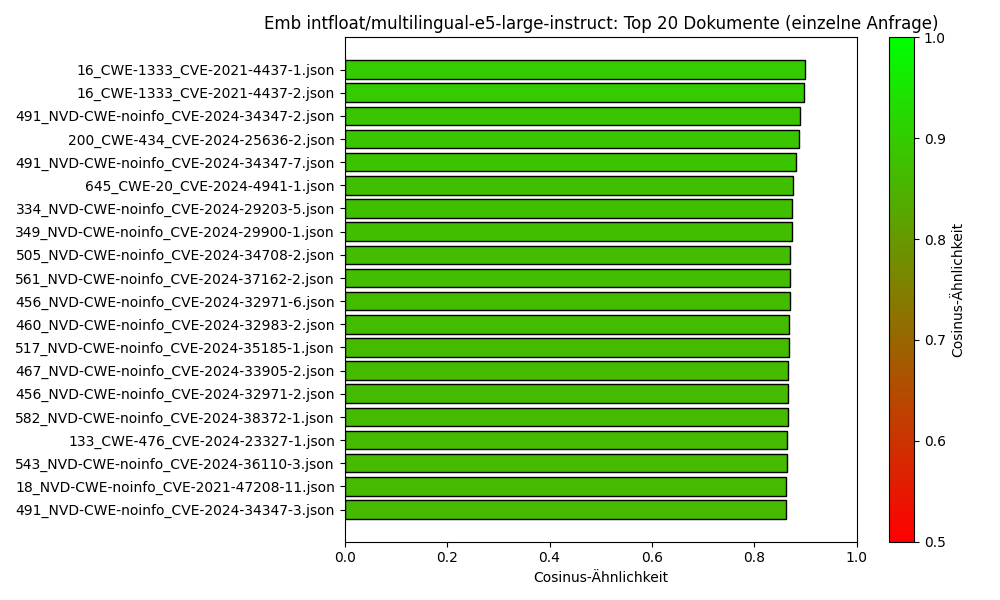 Emb intfloat/multilingual-e5-large-instruct: Top 20 Dokumente (einzelne Anfrage)
16_CWE-1333_CVE-2021-4437-1.json
16_CWE-1333_CVE-2021-4437-2.json
491_NVD-CWE-noinfo_CVE-2024-34347-2.json
200_CWE-434_CVE-2024-25636-2.json
491_NVD-CWE-noinfo_CVE-2024-34347-7.json
645_CWE-20_CVE-2024-4941-1.json
334_NVD-CWE-noinfo_CVE-2024-29203-5.json
349_NVD-CWE-noinfo_CVE-2024-29900-1.json
505_NVD-CWE-noinfo_CVE-2024-34708-2.json
561_NVD-CWE-noinfo_CVE-2024-37162-2.json
456_NVD-CWE-noinfo_CVE-2024-32971-6.json
460_NVD-CWE-noinfo_CVE-2024-32983-2.json
517_NVD-CWE-noinfo_CVE-2024-35185-1.json
467_NVD-CWE-noinfo_CVE-2024-33905-2.json
456_NVD-CWE-noinfo_CVE-2024-32971-2.json
582_NVD-CWE-noinfo_CVE-2024-38372-1.json
133_CWE-476_CVE-2024-23327-1.json
543_NVD-CWE-noinfo_CVE-2024-36110-3.json
18_NVD-CWE-noinfo_CVE-2021-47208-11.json
491_NVD-CWE-noinfo_CVE-2024-34347-3.json
0.0 0.2 0.4 0.6 0.8 1.0
Cosinus-Ähnlichkeit
1.0
0.9
0.8
0.7
0.6
0.5
Cosinus-Ähnlichkeit